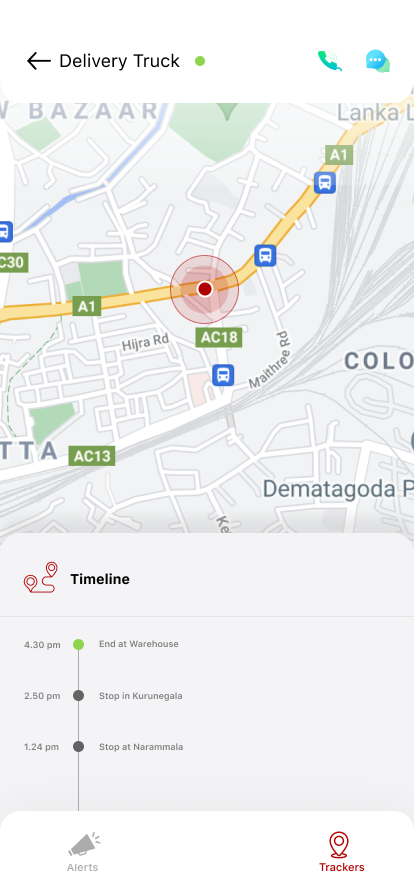 Delivery Truck
W BAZAAR
Lanka L
A1
C30
A1
Hijra Rd
AC18
Maithree Rd
COLO
TTA
AC13
Dematagoda P
Ke
Timeline
4.30 pm End at Warehouse
2.50 pm Stop in Kurunegala
1.24 pm Stop at Narammala
Alerts
Trackers